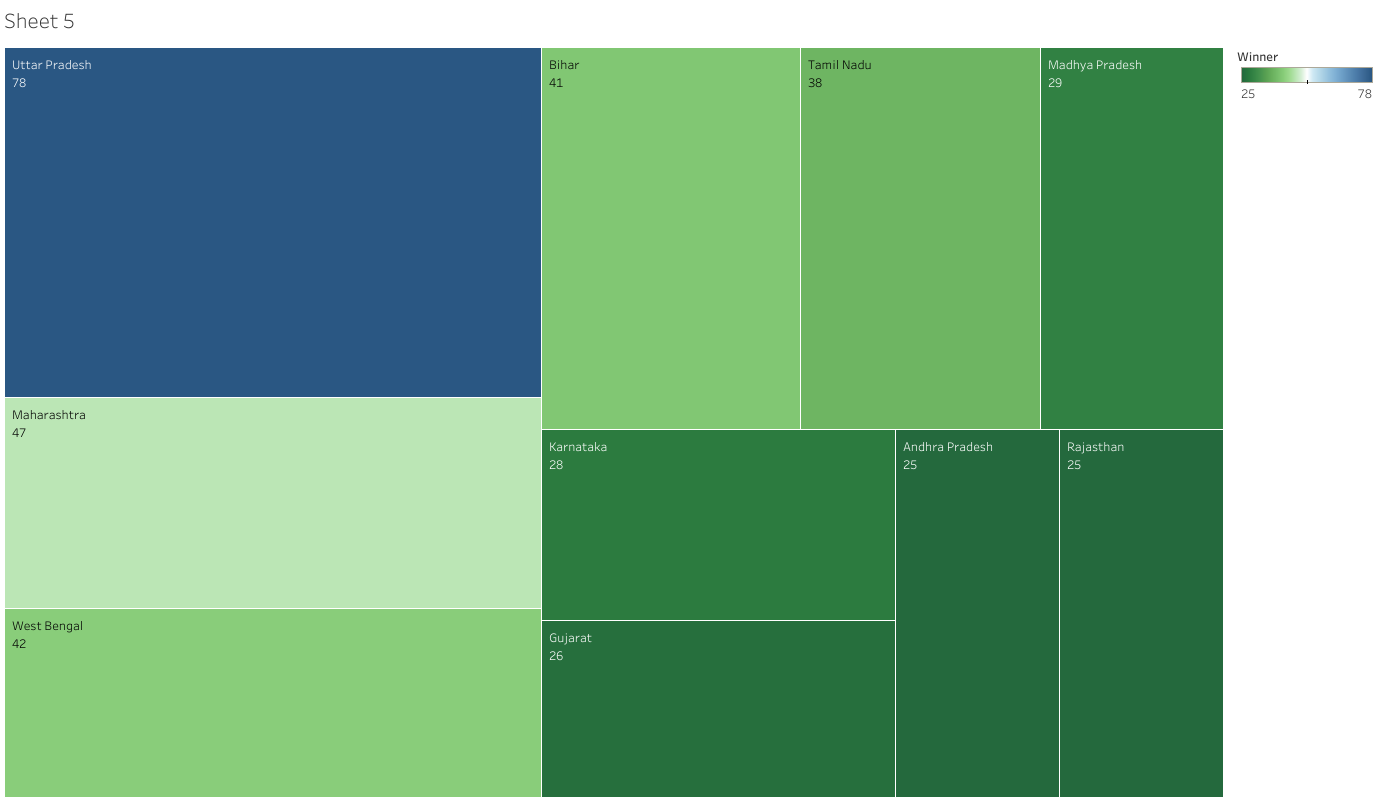 Sheet 5
Uttar Pradesh
78
Maharashtra
47
West Bengal
42
Bihar
41
Tamil Nadu
38
Madhya Pradesh
29
Karnataka
28
Gujarat
26
Andhra Pradesh
25
Rajasthan
25
Winner
25 78